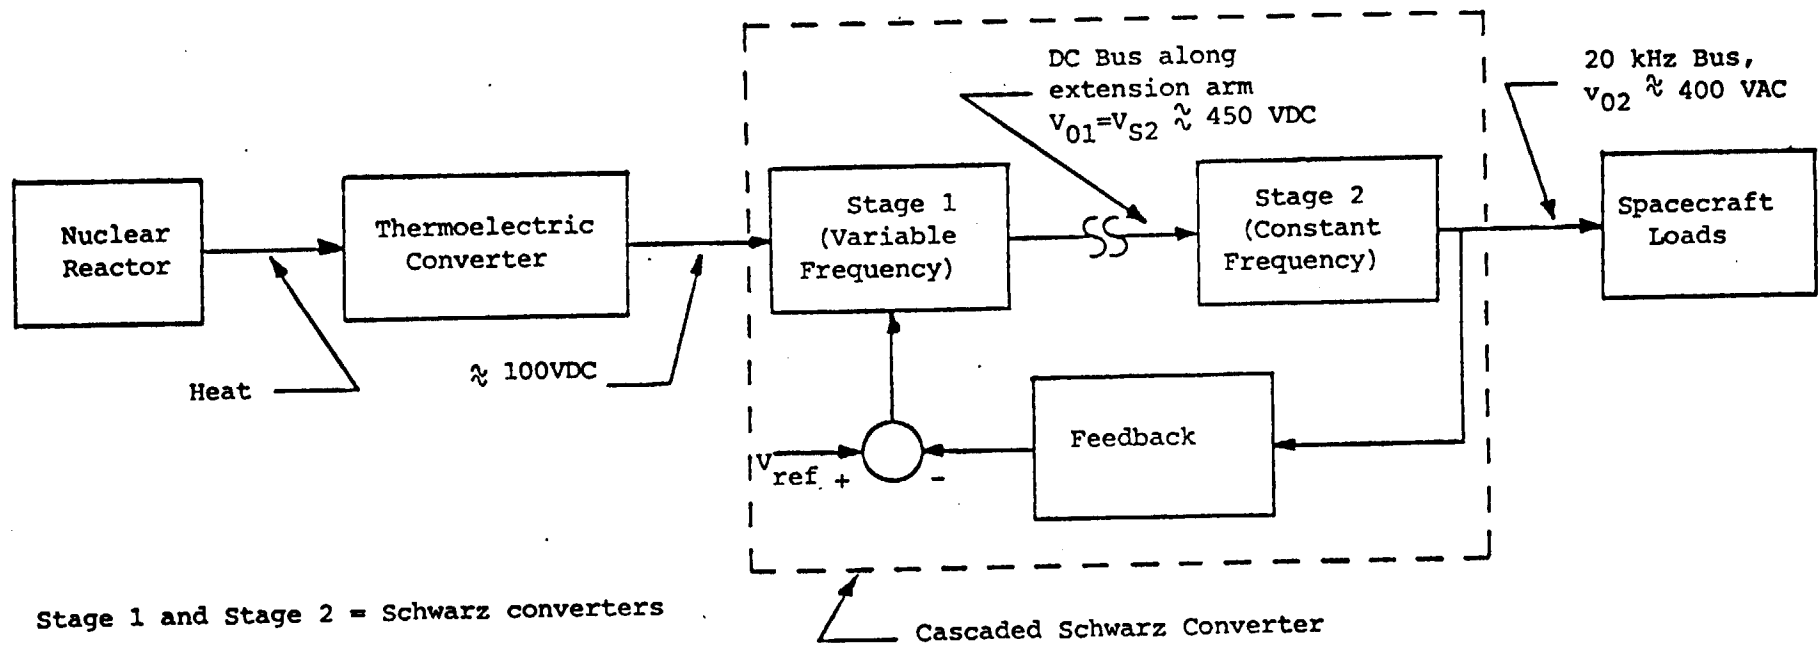 DC Bus along
extension arm
V01=VS2 ≈ 450 VDC
20 kHz Bus,
v02 ≈ 400 VAC
Nuclear
Reactor
Thermoelectric
Converter
Stage 1
(Variable
Frequency)
Stage 2
(Constant
Frequency)
Spacecraft
Loads
Heat
≈ 100VDC
Feedback
Vref. +
-
Stage 1 and Stage 2 = Schwarz converters
Cascaded Schwarz Converter